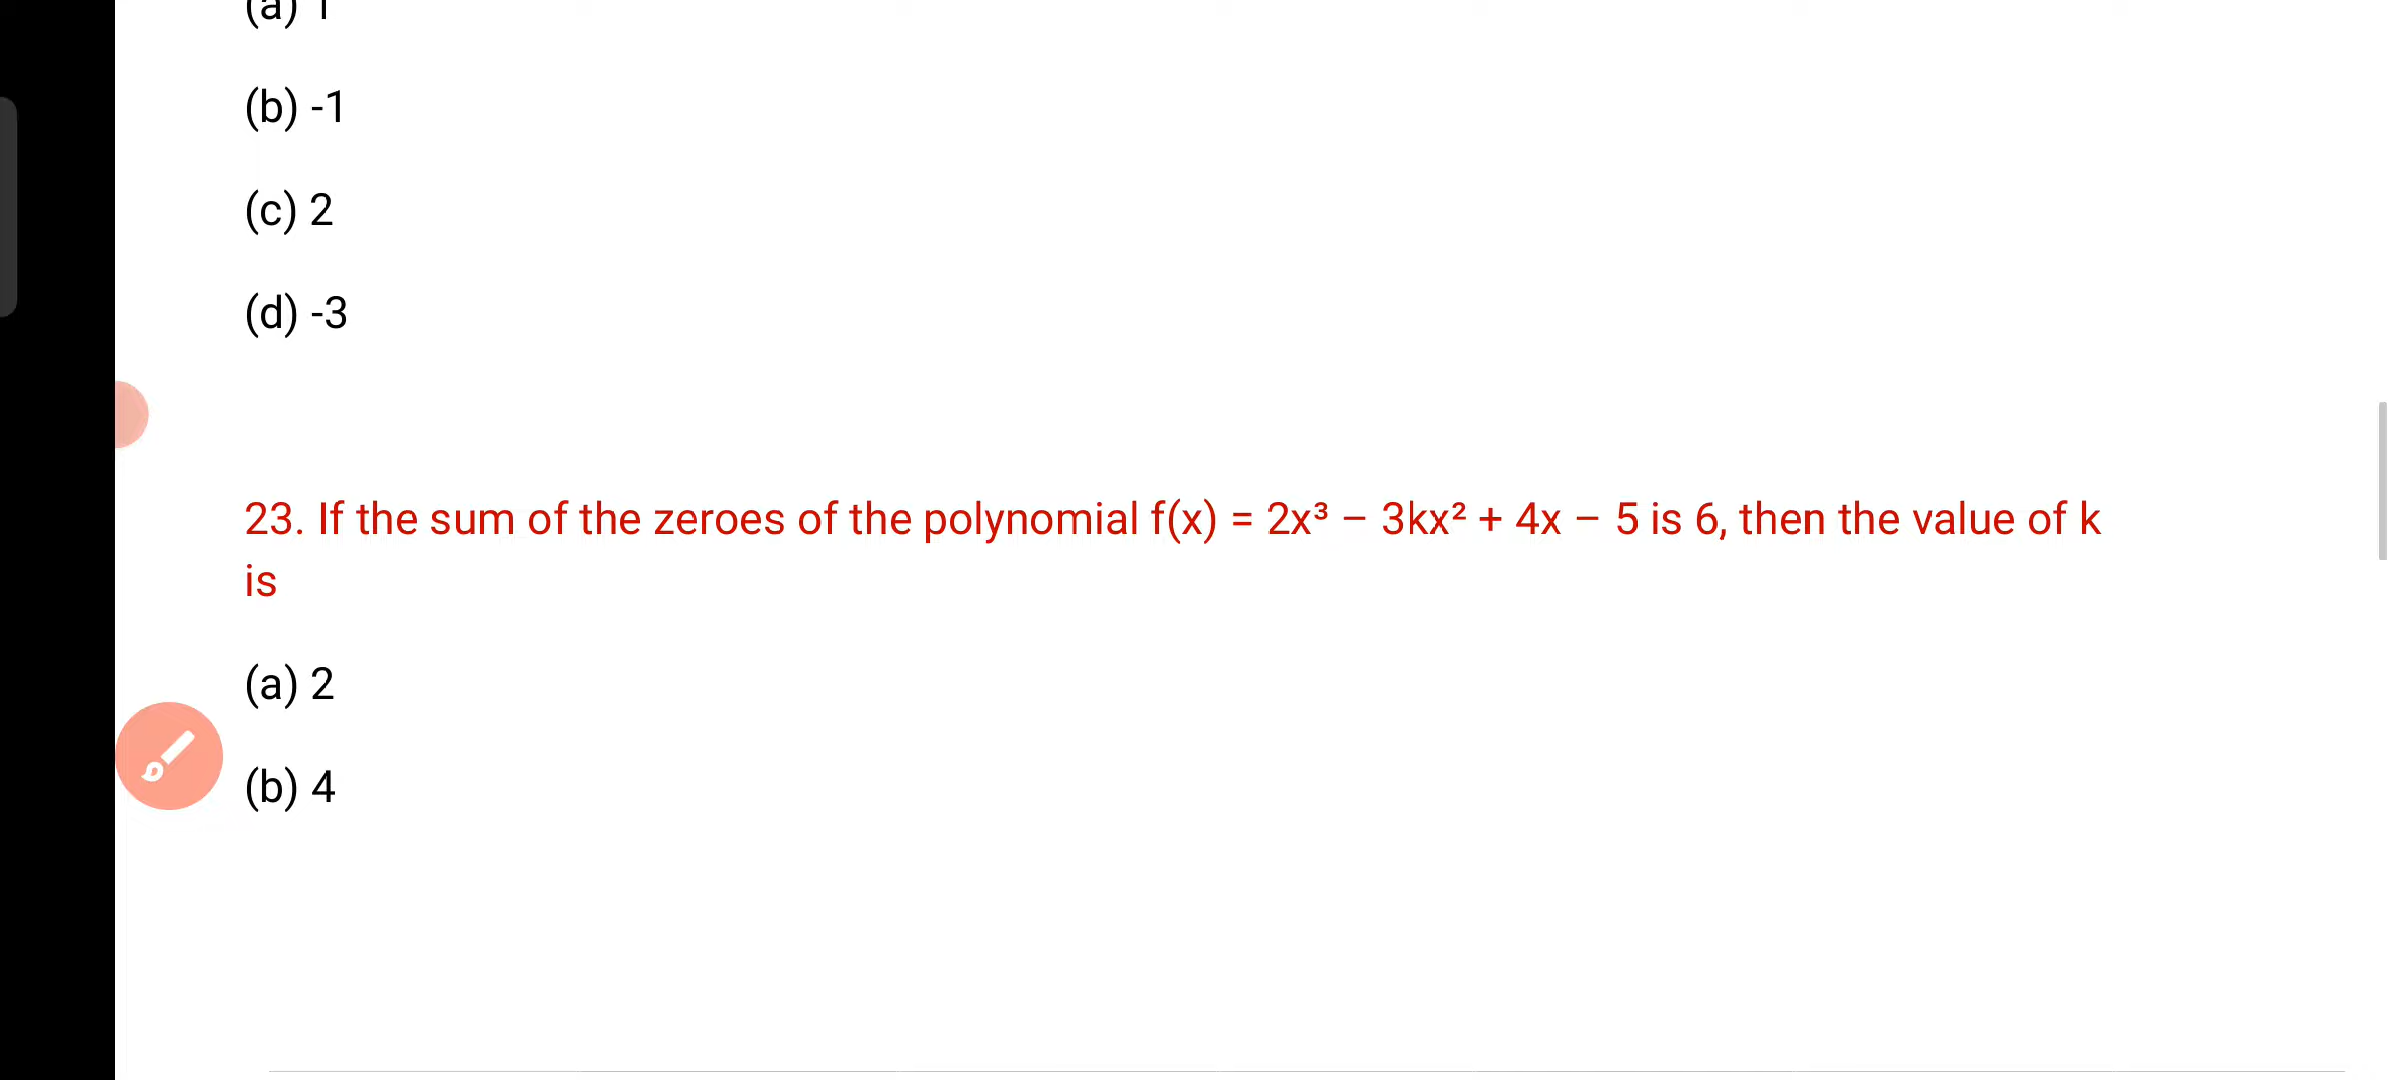 (a) 1
(b) -1
(c) 2
(d) -3
23. If the sum of the zeroes of the polynomial f(x) = 2x³ – 3kx² + 4x – 5 is 6, then the value of k
is
(a) 2
(b) 4